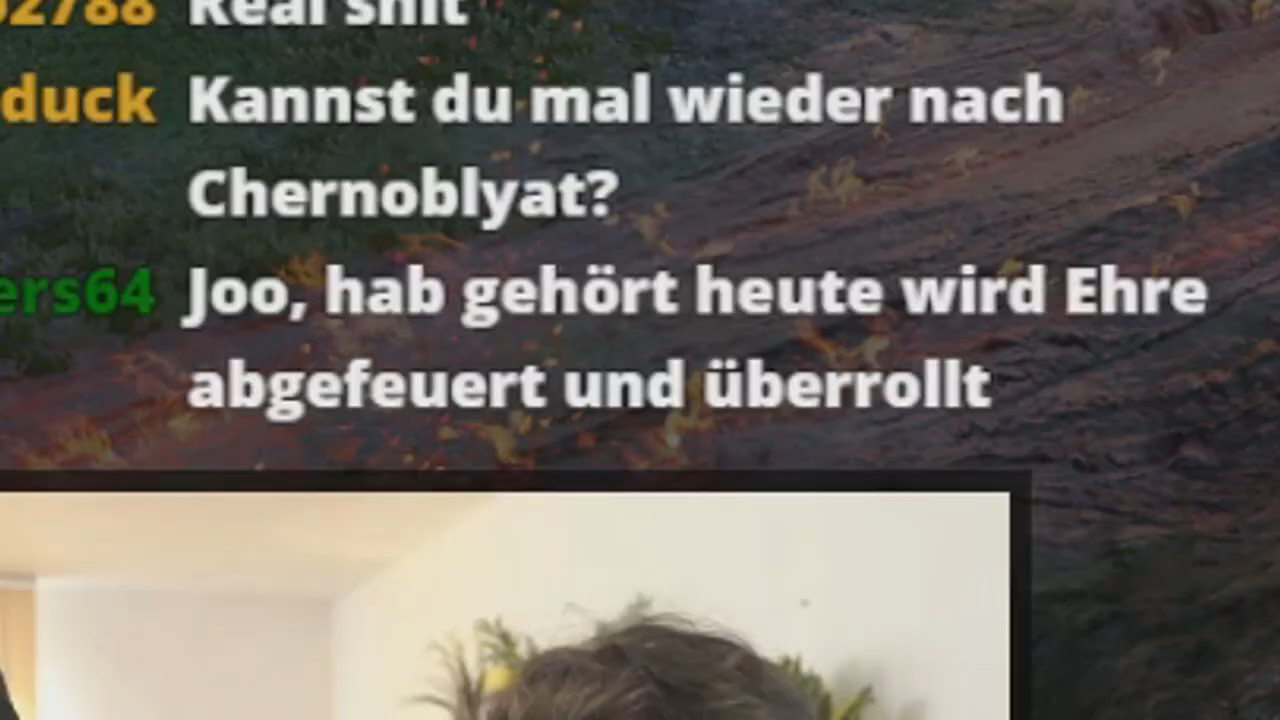 2788 Real shit
duck Kannst du mal wieder nach
Chernoblyat?
ers64 Joo, hab gehört heute wird Ehre
abgefeuert und überrollt